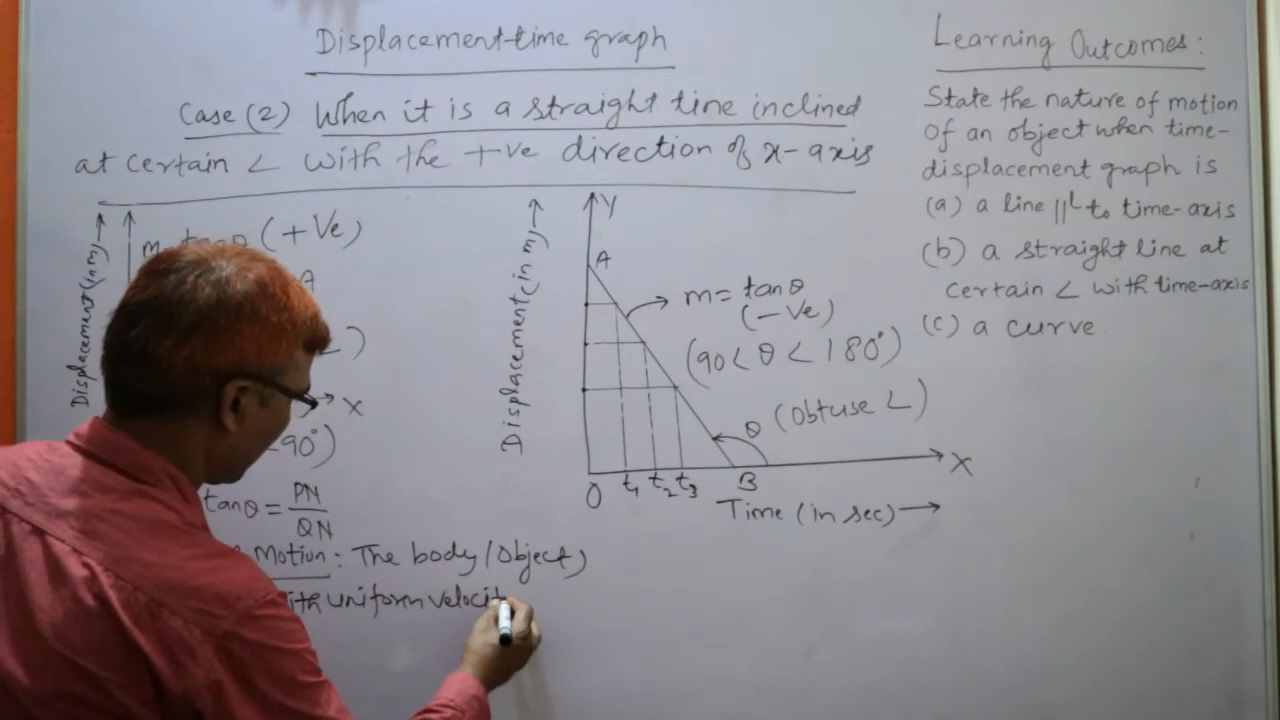 Displacement-time graph
Case (2) When it is a straight line inclined
at certain ∠ with the +ve direction of x-axis
Displacement (in m) →
(+Ve)
A
X
90°)
tanθ = PN
QN
Motion : The body/Object)
ith uniform velocit
Displacement (in m) →
Y
A
m = tanθ
(-Ve)
(90 < θ < 180°)
θ (Obtuse ∠)
O t₁ t₂ t₃ B X
Time (in sec) →
Learning Outcomes :
State the nature of motion
of an object when time-
displacement graph is
(a) a line ||ˡ to time-axis
(b) a straight line at
certain ∠ with time-axis
(c) a curve